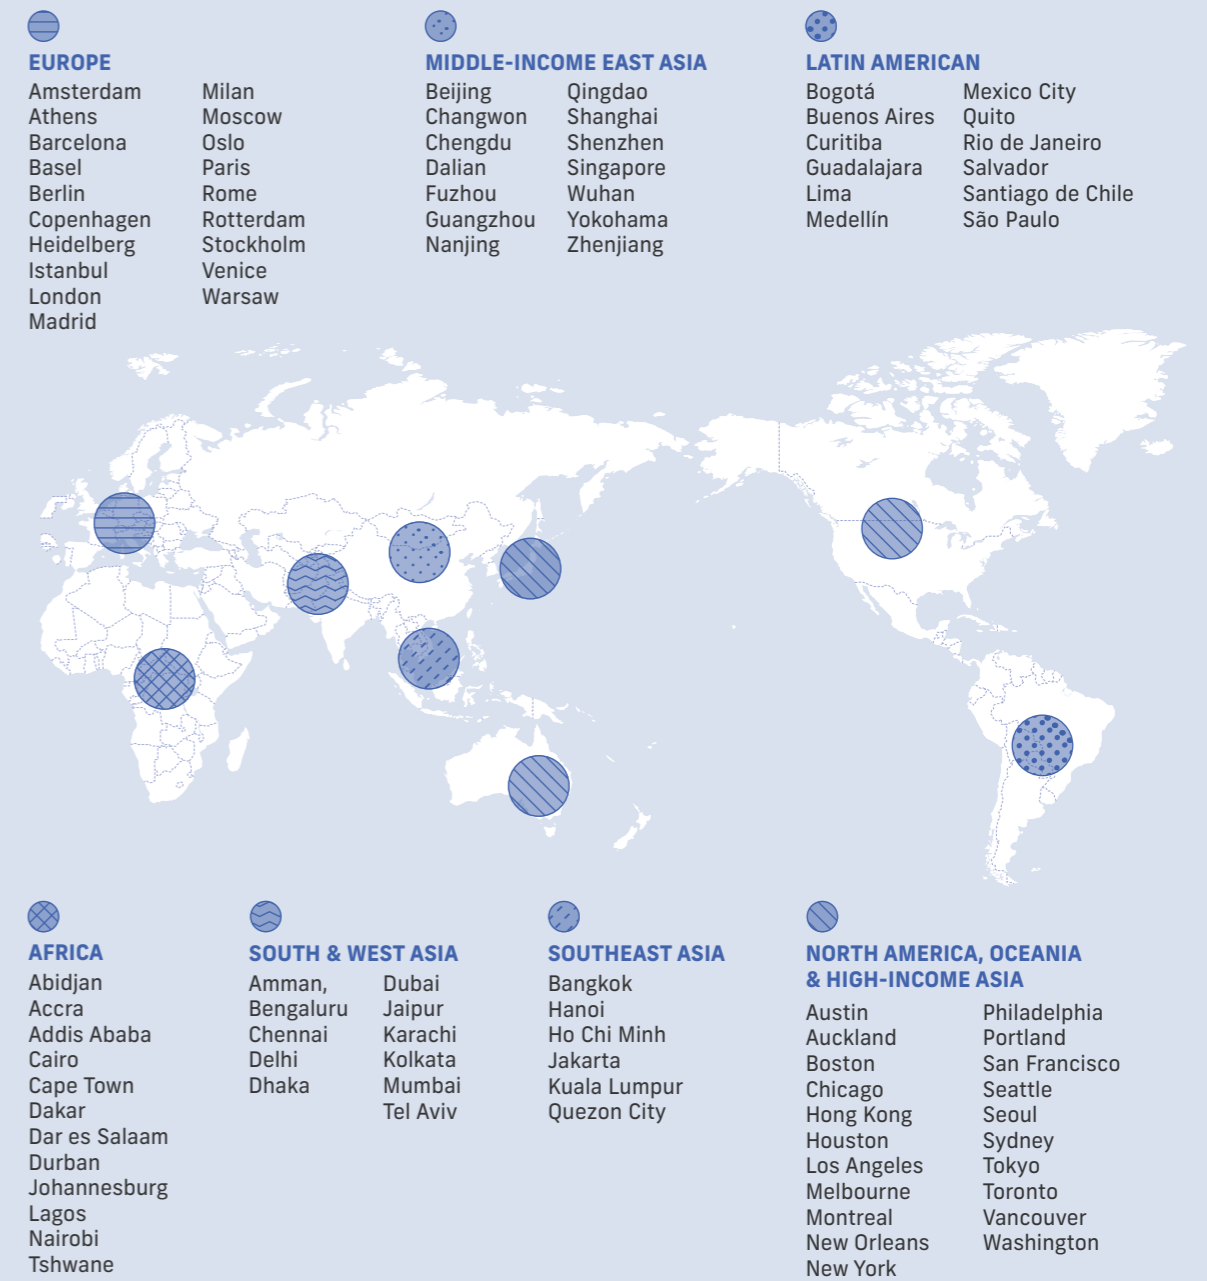 EUROPE
Amsterdam
Athens
Barcelona
Basel
Berlin
Copenhagen
Heidelberg
Istanbul
London
Madrid
Milan
Moscow
Oslo
Paris
Rome
Rotterdam
Stockholm
Venice
Warsaw
MIDDLE-INCOME EAST ASIA
Beijing
Changwon
Chengdu
Dalian
Fuzhou
Guangzhou
Nanjing
Qingdao
Shanghai
Shenzhen
Singapore
Wuhan
Yokohama
Zhenjiang
LATIN AMERICAN
Bogotá
Buenos Aires
Curitiba
Guadalajara
Lima
Medellín
Mexico City
Quito
Rio de Janeiro
Salvador
Santiago de Chile
São Paulo
AFRICA
Abidjan
Accra
Addis Ababa
Cairo
Cape Town
Dakar
Dar es Salaam
Durban
Johannesburg
Lagos
Nairobi
Tshwane
SOUTH & WEST ASIA
Amman,
Bengaluru
Chennai
Delhi
Dhaka
Dubai
Jaipur
Karachi
Kolkata
Mumbai
Tel Aviv
SOUTHEAST ASIA
Bangkok
Hanoi
Ho Chi Minh
Jakarta
Kuala Lumpur
Quezon City
NORTH AMERICA, OCEANIA
& HIGH-INCOME ASIA
Austin
Auckland
Boston
Chicago
Hong Kong
Houston
Los Angeles
Melbourne
Montreal
New Orleans
New York
Philadelphia
Portland
San Francisco
Seattle
Seoul
Sydney
Tokyo
Toronto
Vancouver
Washington